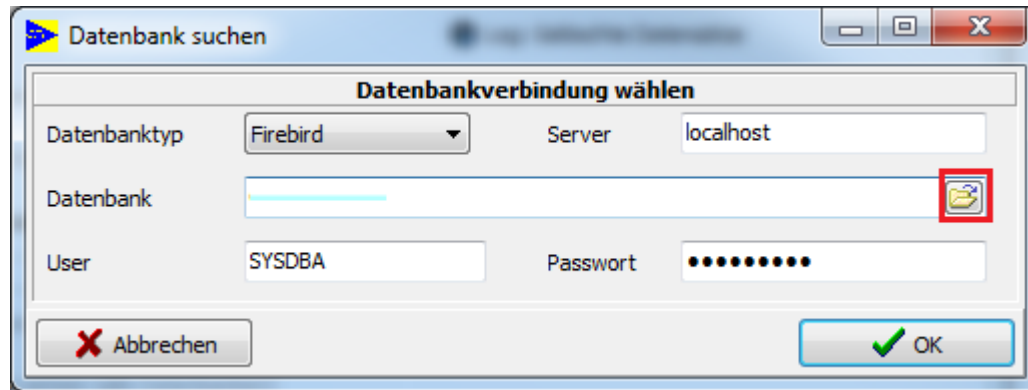 Datenbank suchen
Datenbankverbindung wählen
Datenbanktyp Firebird Server localhost
Datenbank
User SYSDBA Passwort ●●●●●●●●●
Abbrechen OK